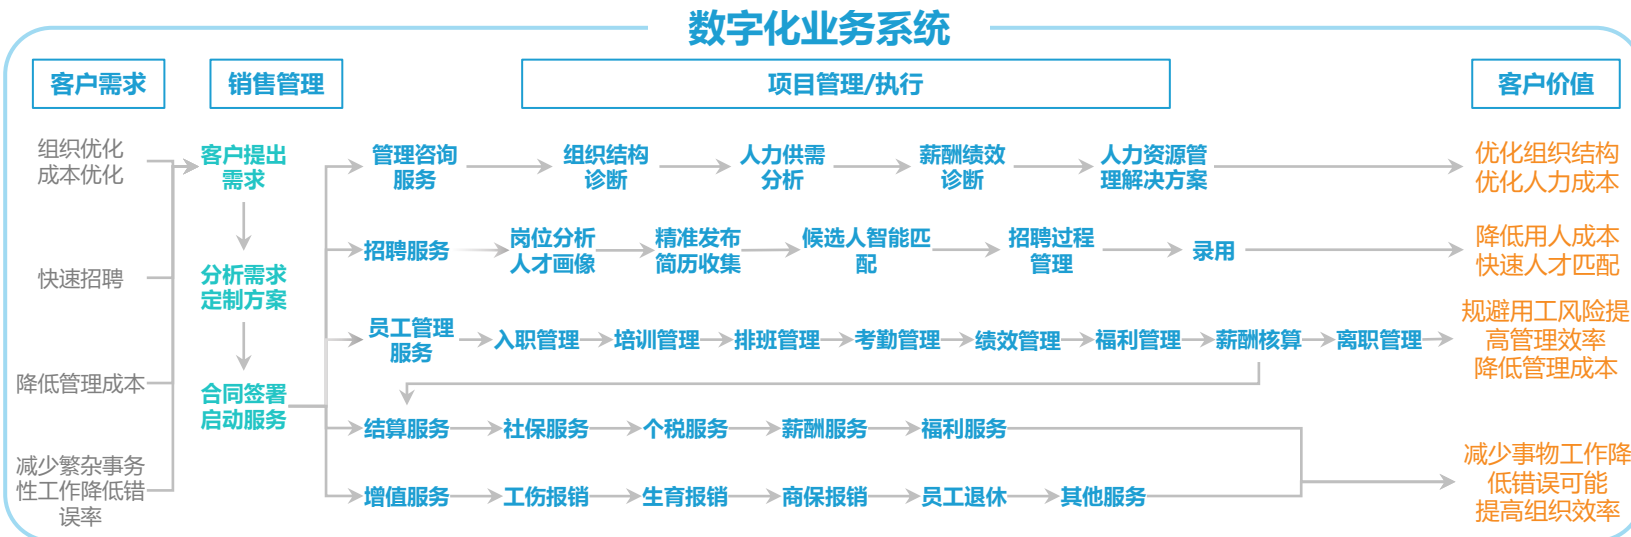 数字化业务系统
客户需求
销售管理
项目管理/执行
客户价值
组织优化
成本优化
快速招聘
降低管理成本
减少繁杂事务
性工作降低错
误率
客户提出
需求
分析需求
定制方案
合同签署
启动服务
管理咨询
服务
组织结构
诊断
人力供需
分析
薪酬绩效
诊断
人力资源管
理解决方案
优化组织结构
优化人力成本
招聘服务
岗位分析
人才画像
精准发布
简历收集
候选人智能匹
配
招聘过程
管理
录用
降低用人成本
快速人才匹配
员工管理
服务
入职管理
培训管理
排班管理
考勤管理
绩效管理
福利管理
薪酬核算
离职管理
规避用工风险提
高管理效率
降低管理成本
结算服务
社保服务
个税服务
薪酬服务
福利服务
增值服务
工伤报销
生育报销
商保报销
员工退休
其他服务
减少事物工作降
低错误可能
提高组织效率